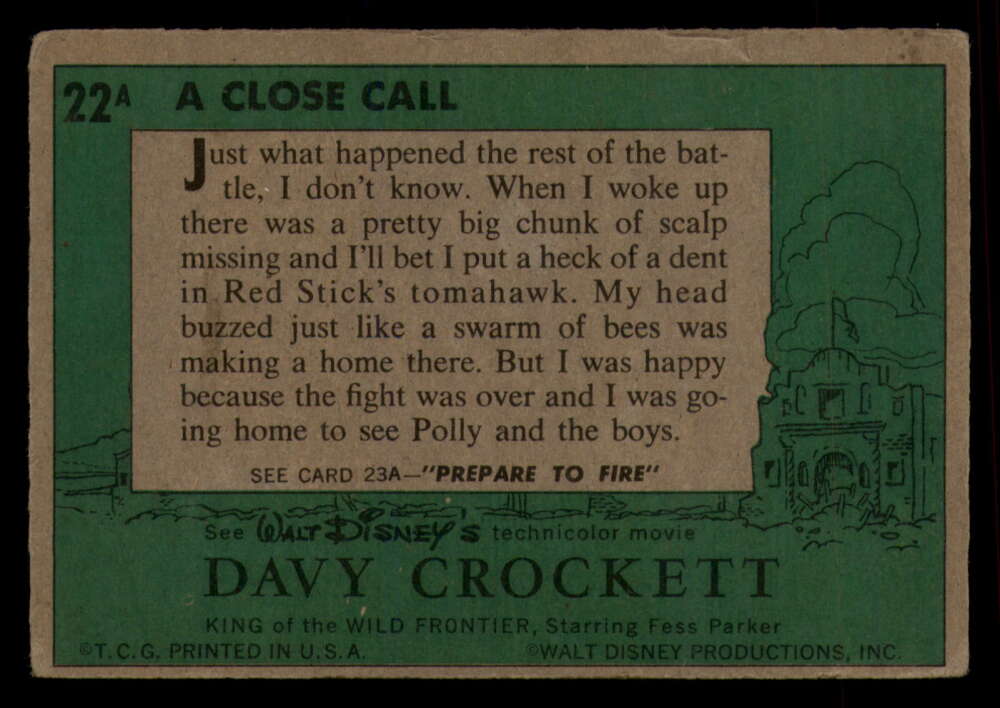 22A A CLOSE CALL
Just what happened the rest of the bat-
tle, I don't know. When I woke up
there was a pretty big chunk of scalp
missing and I'll bet I put a heck of a dent
in Red Stick's tomahawk. My head
buzzed just like a swarm of bees was
making a home there. But I was happy
because the fight was over and I was go-
ing home to see Polly and the boys.
SEE CARD 23A—"PREPARE TO FIRE"
See WALT DISNEY'S technicolor movie
DAVY CROCKETT
KING of the WILD FRONTIER, Starring Fess Parker
©T.C.G. PRINTED IN U.S.A. ©WALT DISNEY PRODUCTIONS, INC.